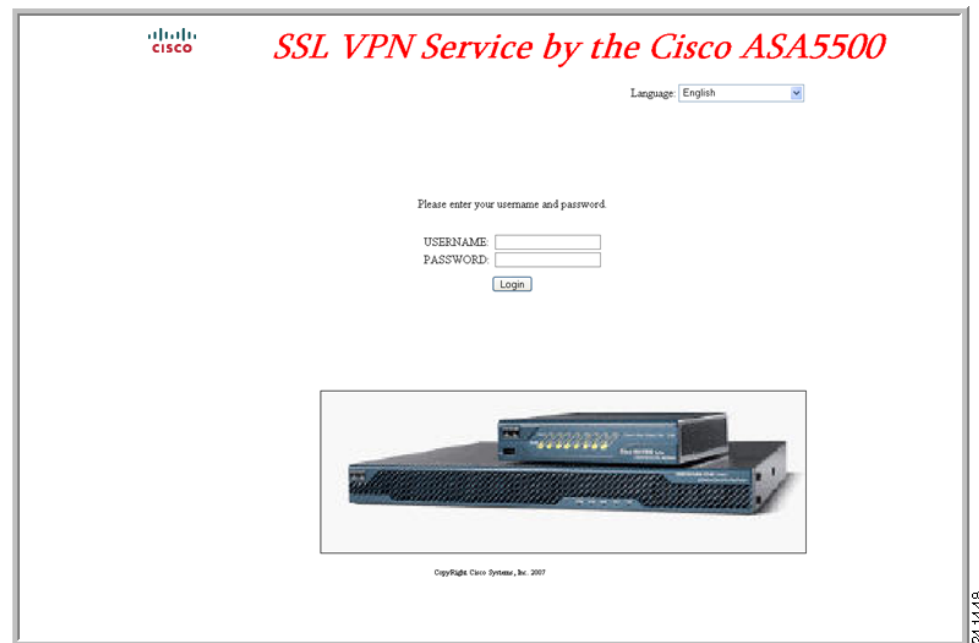 CISCO
SSL VPN Service by the Cisco ASA5500
Language: English
Please enter your username and password.
USERNAME:
PASSWORD:
Login
CopyRight Cisco Systems, Inc. 2007